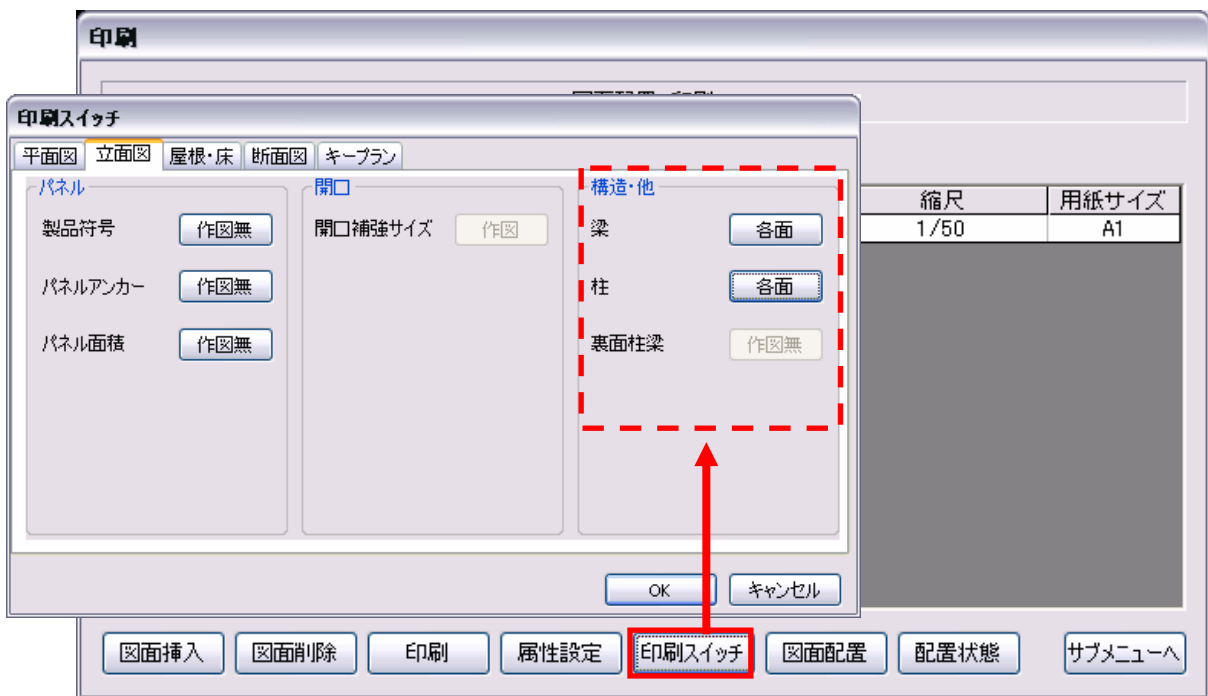 印刷
印刷スイッチ
平面図 立面図 屋根・床 断面図 キープラン
パネル 開口 構造・他
製品符号 作図無 開口補強サイズ 作図 梁 各面
パネルアンカー 作図無 柱 各面
パネル面積 作図無 裏面柱梁 作図無
縮尺 用紙サイズ
1/50 A1
OK キャンセル
図面挿入 図面削除 印刷 属性設定 印刷スイッチ 図面配置 配置状態 サブメニューへ